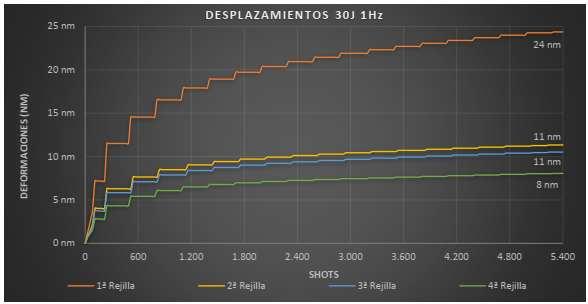 DESPLAZAMIENTOS 30J 1Hz
25 nm
20 nm
15 nm
10 nm
5 nm
0 nm
DEFORMACIONES (NM)
24 nm
11 nm
11 nm
8 nm
0 600 1.200 1.800 2.400 3.000 3.600 4.200 4.800 5.400
SHOTS
1ª Rejilla 2ª Rejilla 3ª Rejilla 4ª Rejilla